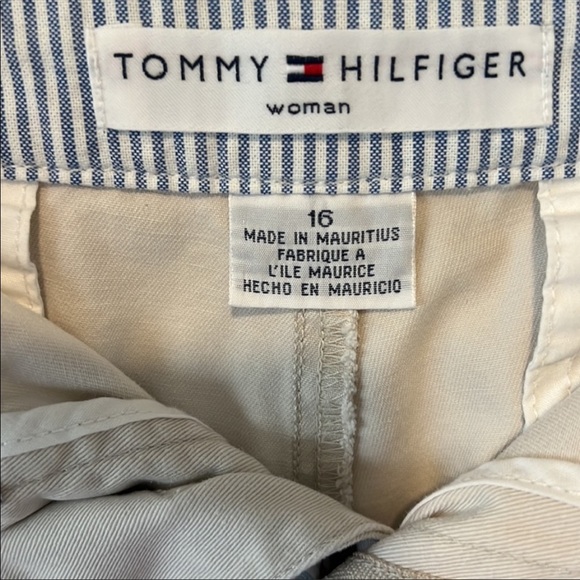 TOMMY HILFIGER
woman
16
MADE IN MAURITIUS
FABRIQUE A
L'ILE MAURICE
HECHO EN MAURICIO